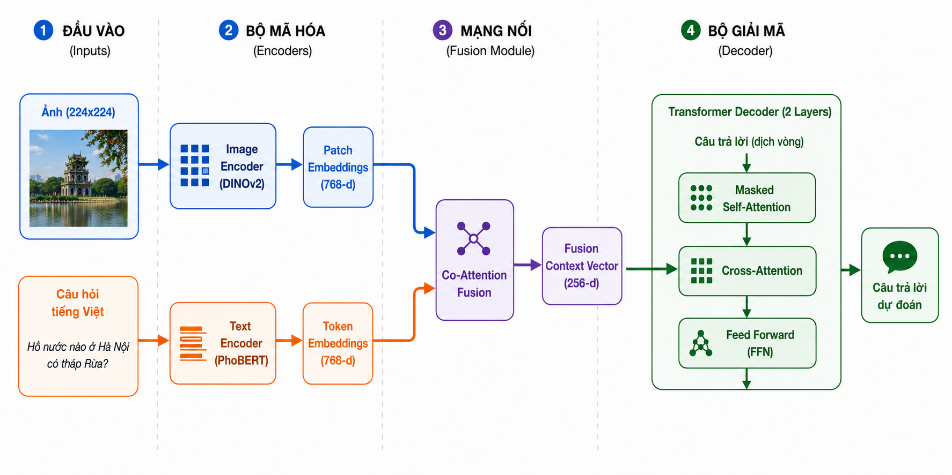 1 ĐẦU VÀO
(Inputs)
2 BỘ MÃ HÓA
(Encoders)
3 MẠNG NỐI
(Fusion Module)
4 BỘ GIẢI MÃ
(Decoder)
Ảnh (224x224)
Câu hỏi
tiếng Việt
Hồ nước nào ở Hà Nội
có tháp Rừa?
Image
Encoder
(DINOv2)
Patch
Embeddings
(768-d)
Text
Encoder
(PhoBERT)
Token
Embeddings
(768-d)
Co-Attention
Fusion
Fusion
Context Vector
(256-d)
Transformer Decoder (2 Layers)
Câu trả lời (dịch vòng)
Masked
Self-Attention
Cross-Attention
Feed Forward
(FFN)
Câu trả lời
dự đoán